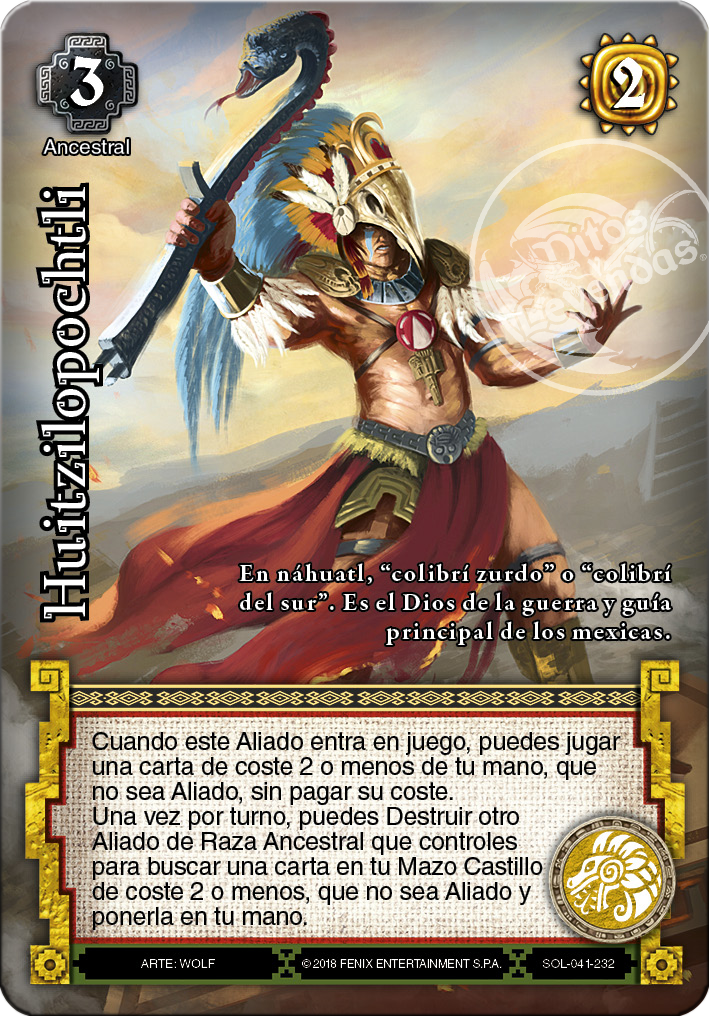 3
2
Ancestral
Mitos
Leyendas
Huitzilopochtli
En náhuatl, “colibrí zurdo” o “colibrí
del sur”. Es el Dios de la guerra y guía
principal de los mexicas.
Cuando este Aliado entra en juego, puedes jugar
una carta de coste 2 o menos de tu mano, que
no sea Aliado, sin pagar su coste.
Una vez por turno, puedes Destruir otro
Aliado de Raza Ancestral que controles
para buscar una carta en tu Mazo Castillo
de coste 2 o menos, que no sea Aliado y
ponerla en tu mano.
ARTE: WOLF
© 2018 FENIX ENTERTAINMENT S.P.A.
SOL-041-232